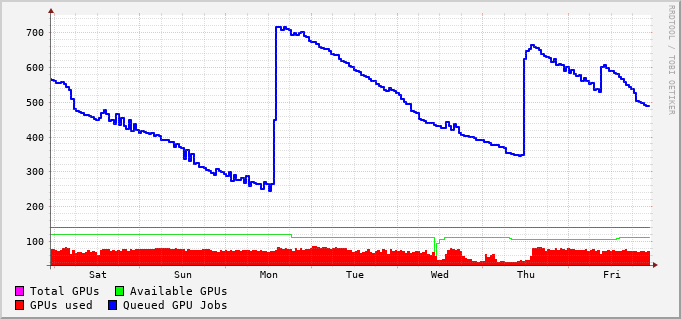 700
600
500
400
300
200
100
Sat Sun Mon Tue Wed Thu Fri
Total GPUs Available GPUs
GPUs used Queued GPU Jobs
RRDTOOL / TOBI OETIKER